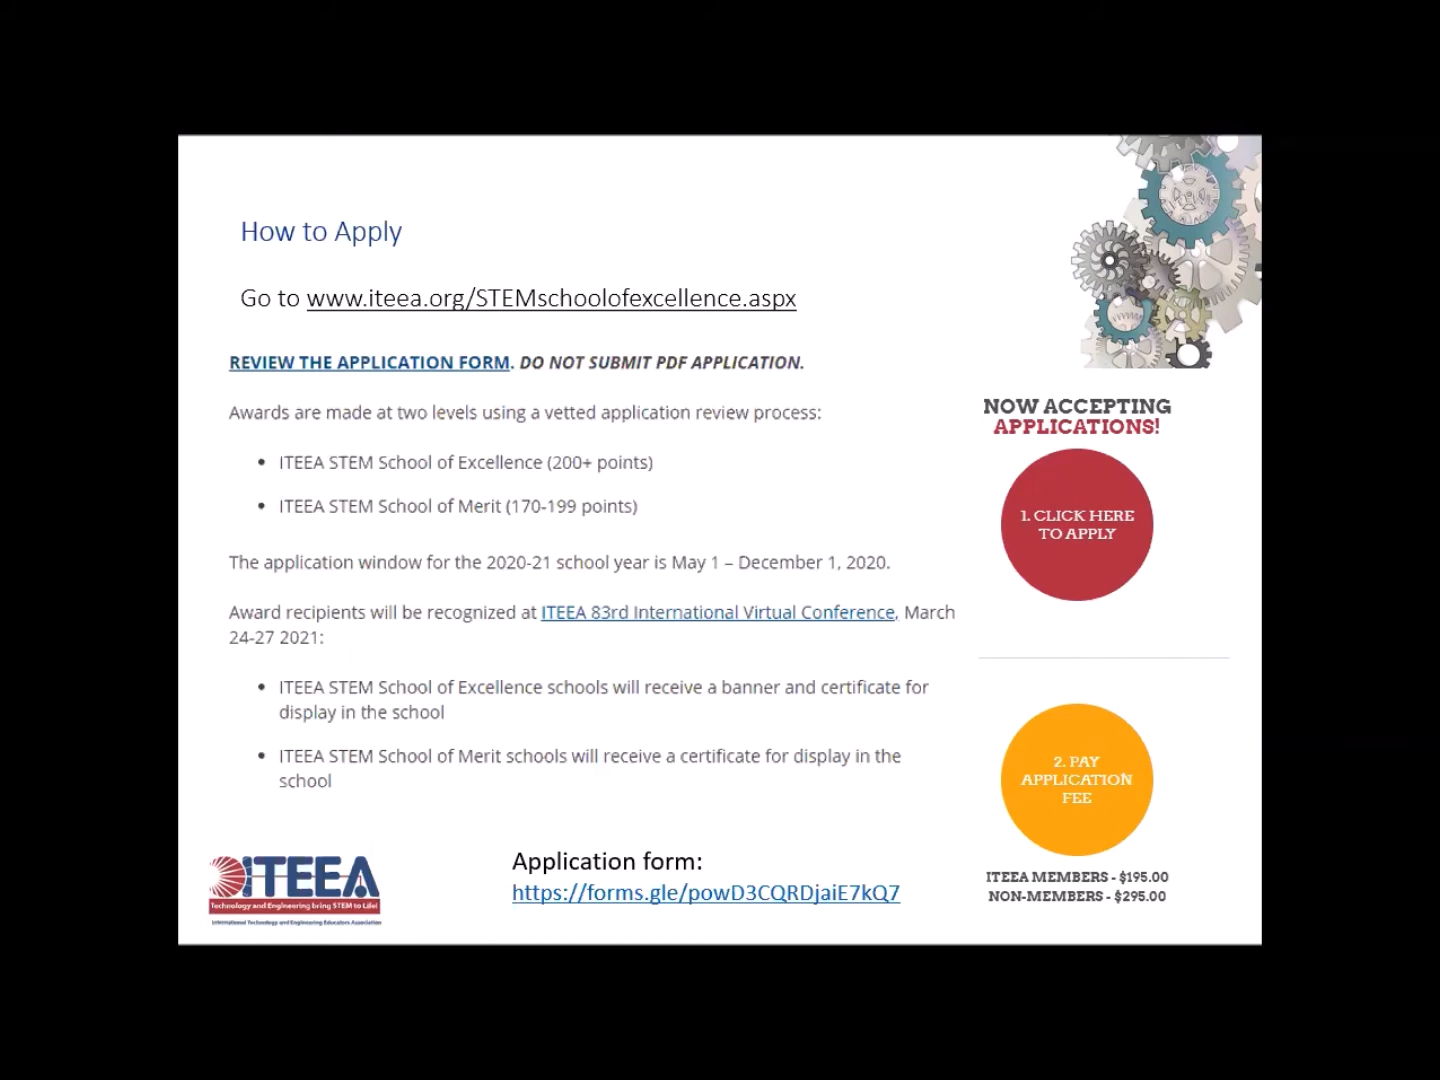 How to Apply
Go to www.iteea.org/STEMschoolofexcellence.aspx
REVIEW THE APPLICATION FORM. DO NOT SUBMIT PDF APPLICATION.
Awards are made at two levels using a vetted application review process:
• ITEEA STEM School of Excellence (200+ points)
• ITEEA STEM School of Merit (170-199 points)
The application window for the 2020-21 school year is May 1 – December 1, 2020.
Award recipients will be recognized at ITEEA 83rd International Virtual Conference, March
24-27 2021:
• ITEEA STEM School of Excellence schools will receive a banner and certificate for
display in the school
• ITEEA STEM School of Merit schools will receive a certificate for display in the
school
NOW ACCEPTING
APPLICATIONS!
1. CLICK HERE
TO APPLY
2. PAY
APPLICATION
FEE
ITEEA MEMBERS - $195.00
NON-MEMBERS - $295.00
ITEEA
Technology and Engineering bring STEM to Life!
International Technology and Engineering Educators Association
Application form:
https://forms.gle/powD3CQRDjaiE7kQ7